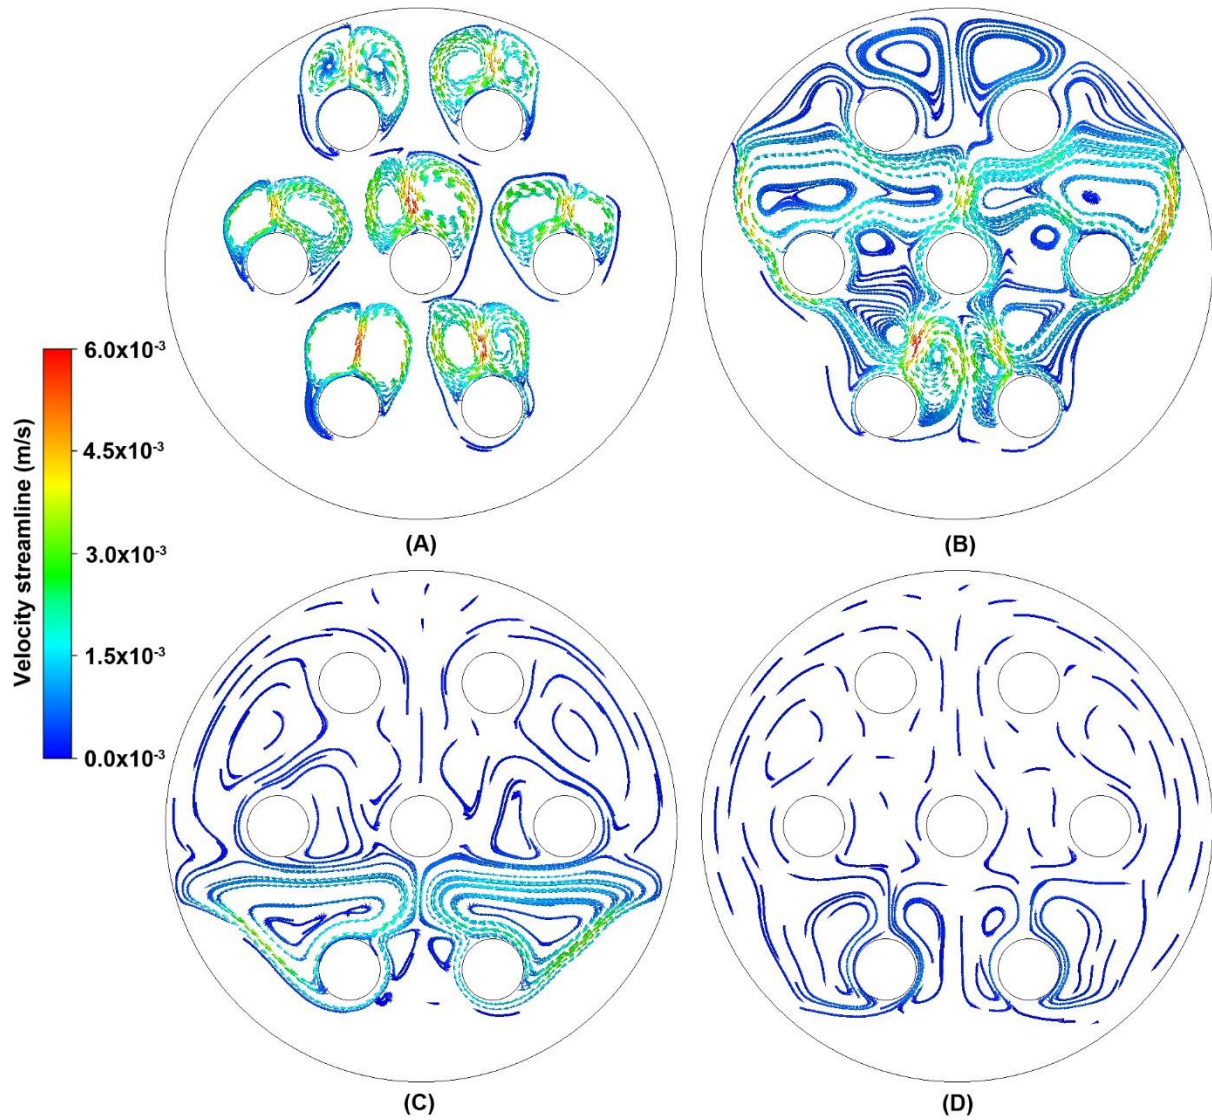 (A)
(B)
Velocity streamline (m/s)
6.0x10⁻³
4.5x10⁻³
3.0x10⁻³
1.5x10⁻³
0.0x10⁻³
(C)
(D)